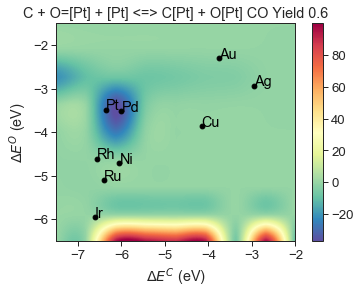 C + O=[Pt] + [Pt] <=> C[Pt] + O[Pt] CO Yield 0.6
−2
−3
−4
−5
−6
ΔE^O (eV)
Au
Ag
Pt
Pd
Cu
Rh
Ni
Ru
Ir
−7
−6
−5
−4
−3
−2
ΔE^C (eV)
80
60
40
20
0
−20